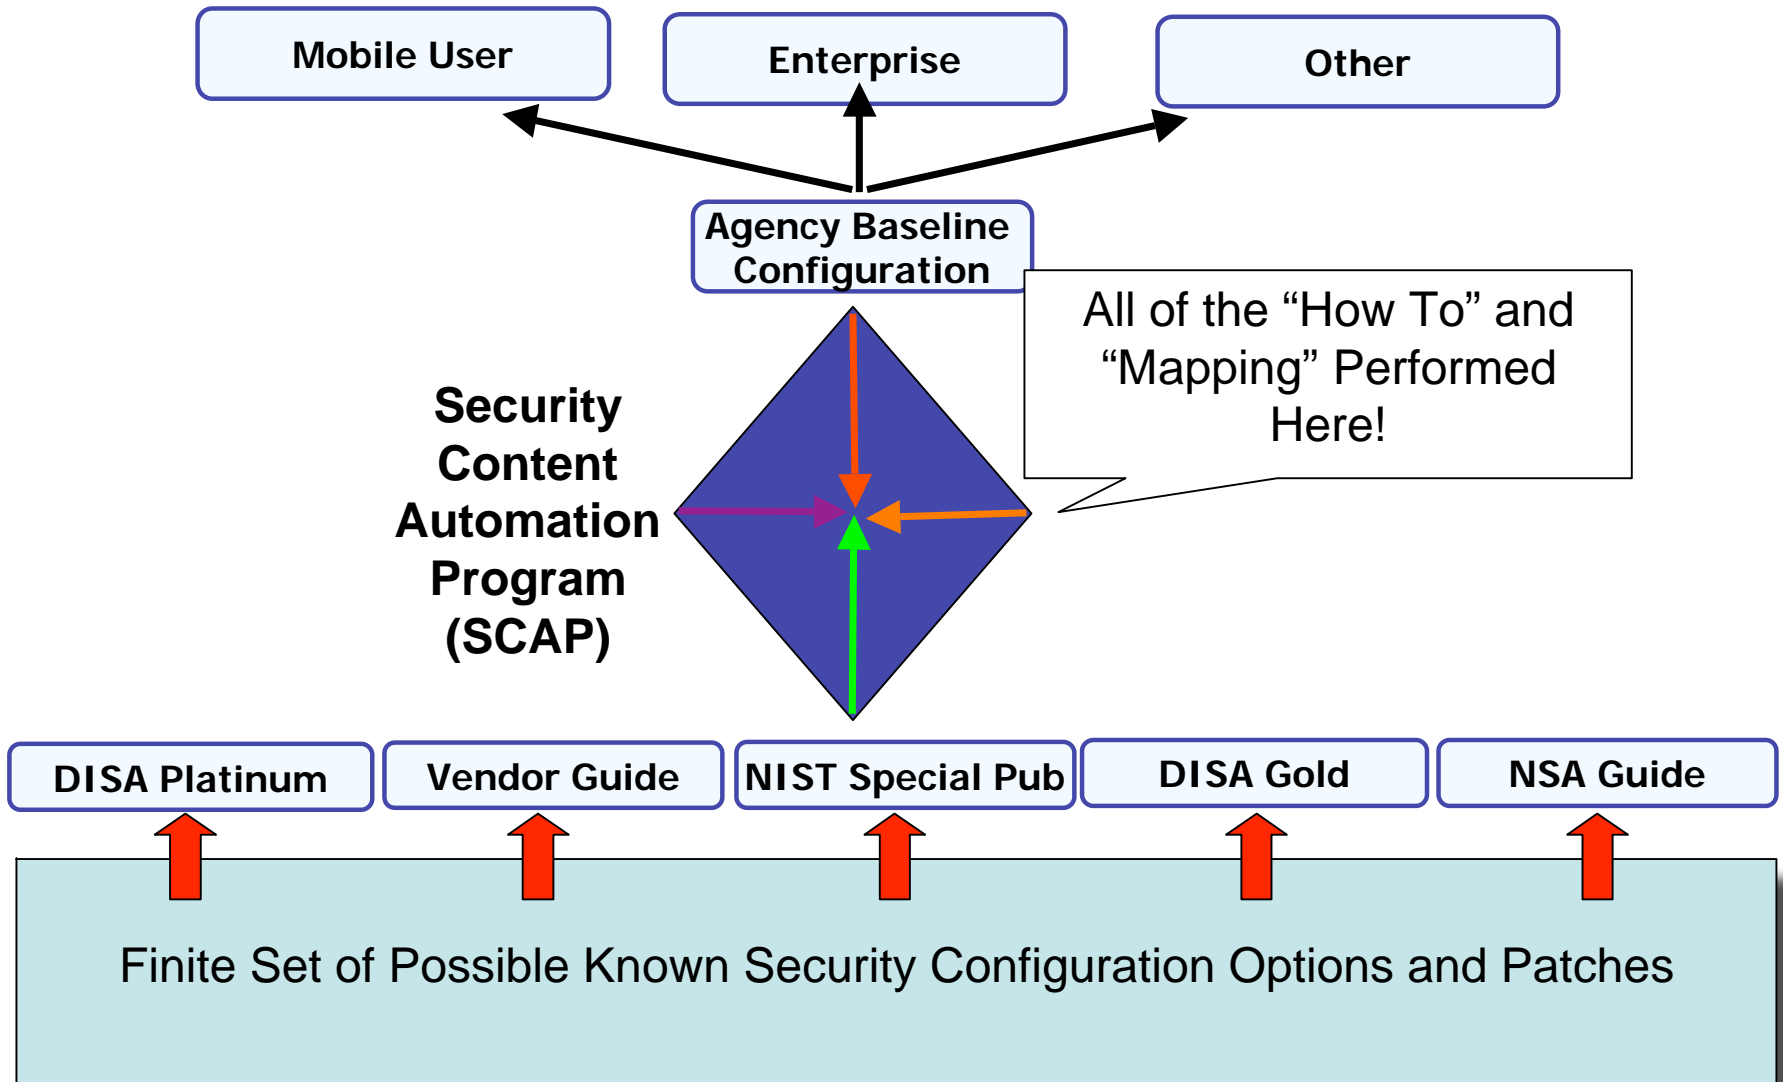 Mobile User
Enterprise
Other
Agency Baseline
Configuration
All of the “How To” and
“Mapping” Performed
Here!
Security
Content
Automation
Program
(SCAP)
DISA Platinum
Vendor Guide
NIST Special Pub
DISA Gold
NSA Guide
Finite Set of Possible Known Security Configuration Options and Patches